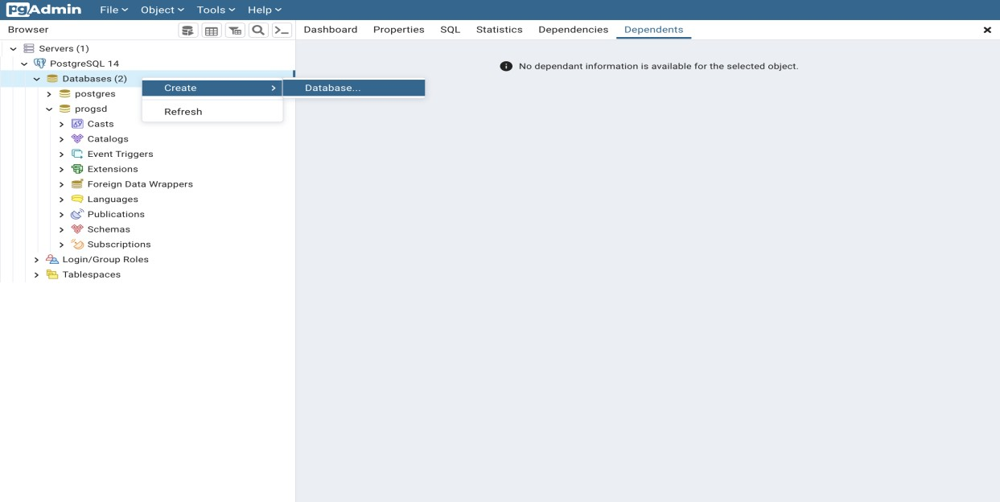 pgAdmin File Object Tools Help
Browser
Dashboard Properties SQL Statistics Dependencies Dependents
Servers (1)
PostgreSQL 14
Databases (2)
postgres
progsd
Casts
Catalogs
Event Triggers
Extensions
Foreign Data Wrappers
Languages
Publications
Schemas
Subscriptions
Login/Group Roles
Tablespaces
Create
Database...
Refresh
No dependant information is available for the selected object.